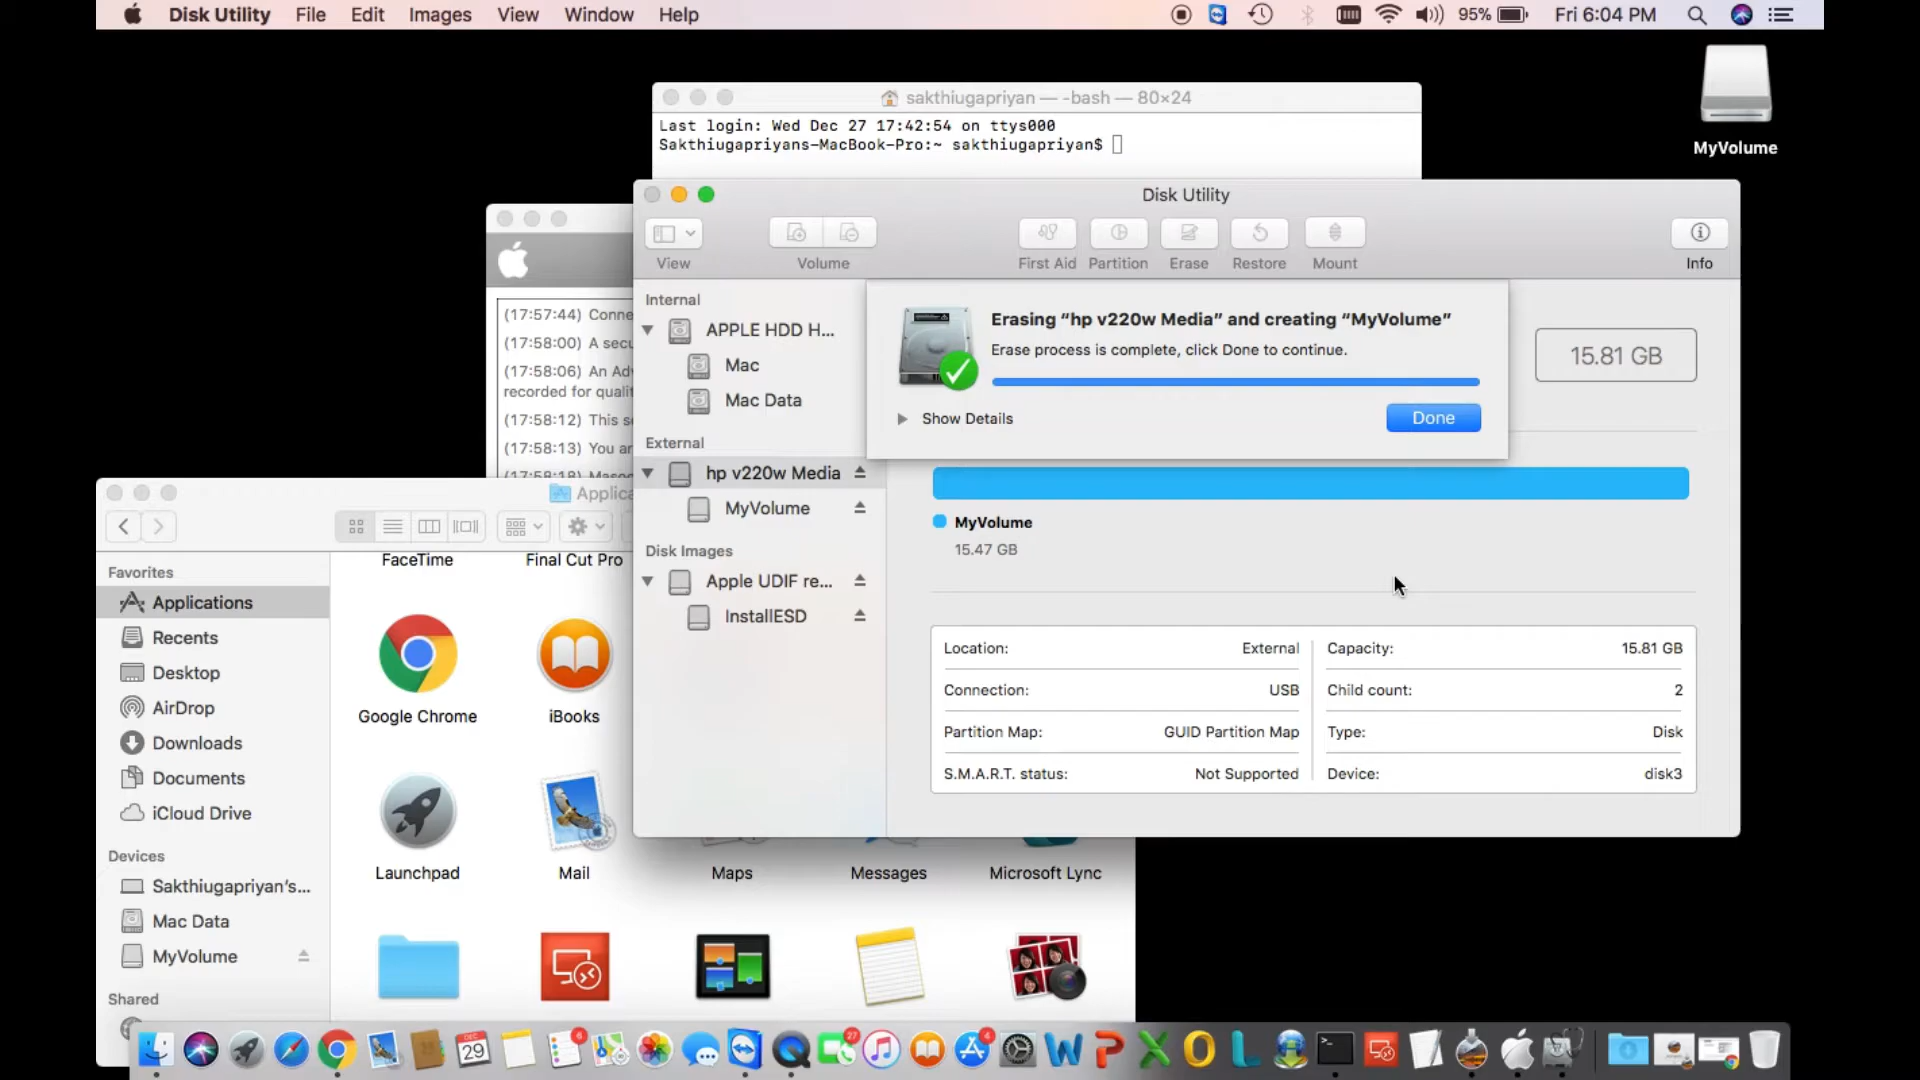 Disk Utility File Edit Images View Window Help
95% Fri 6:04 PM
MyVolume
sakthiugapriyan — -bash — 80×24
Last login: Wed Dec 27 17:42:54 on ttys000
Sakthiugapriyans-MacBook-Pro:~ sakthiugapriyan$
Disk Utility
View Volume First Aid Partition Erase Restore Mount Info
Internal
APPLE HDD H...
Mac
Mac Data
External
hp v220w Media
MyVolume
Disk Images
Apple UDIF re...
InstallESD
Erasing “hp v220w Media” and creating “MyVolume”
Erase process is complete, click Done to continue.
Show Details
Done
15.81 GB
MyVolume
15.47 GB
Location: External
Capacity: 15.81 GB
Connection: USB
Child count: 2
Partition Map: GUID Partition Map
Type: Disk
S.M.A.R.T. status: Not Supported
Device: disk3
(17:57:44) Conne
(17:58:00) A secu
(17:58:06) An Adv
recorded for qualit
(17:58:12) This se
(17:58:13) You ar
Applica
Favorites
Applications
Recents
Desktop
AirDrop
Downloads
Documents
iCloud Drive
Devices
Sakthiugapriyan's...
Mac Data
MyVolume
Shared
FaceTime
Final Cut Pro
Google Chrome
iBooks
Launchpad
Mail
Maps
Messages
Microsoft Lync
DEC
29
6
27
4